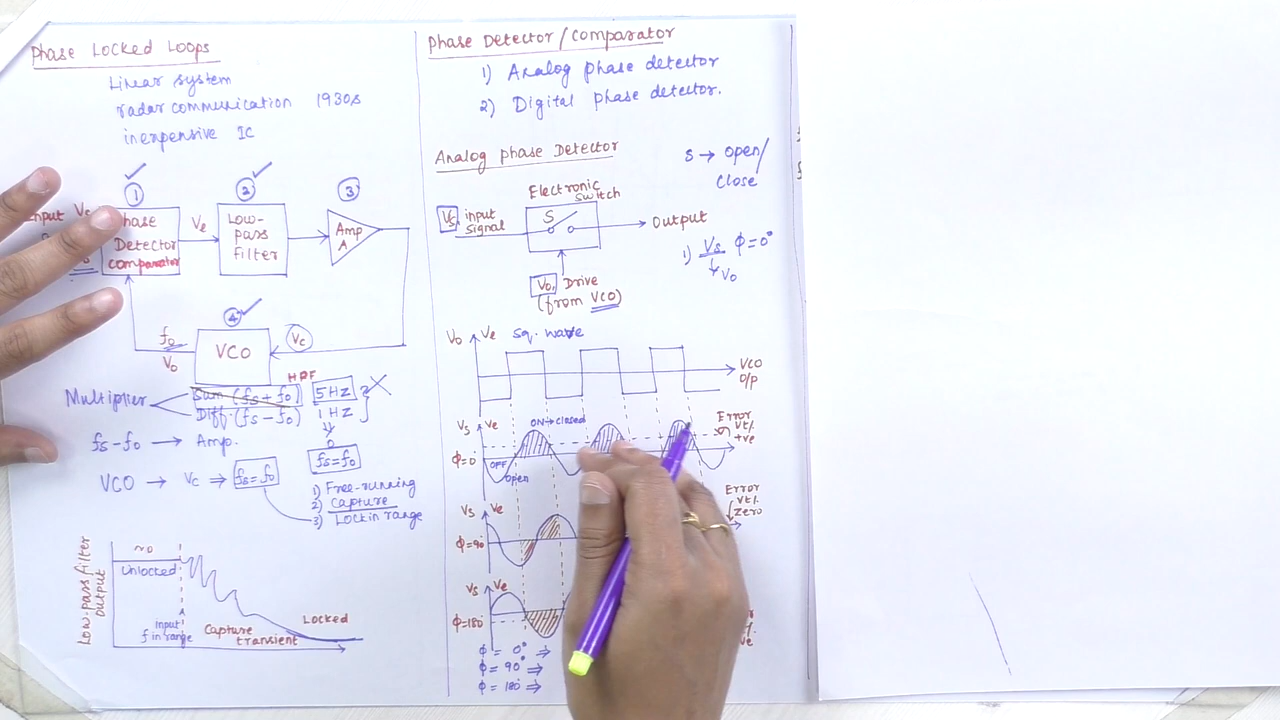 Phase Locked Loops
Linear system
radar communication 1930s
inexpensive IC
1
2
3
Input Vs
Phase
Detector
comparator
Ve
Low-
pass
filter
Amp
A
4
VCO
Vc
fo
Vo
HPF
Multiplier
Sum (fs+fo) 5Hz
Diff. (fs-fo) 1Hz
0
fs-fo → Amp.
fs=fo
VCO → Vc ⇒ fs=fo
1) Free-running
2) Capture
3) Lock in range
Low-pass filter output
~0
Unlocked
Input
f in range
Capture
transient
Locked
Phase Detector/Comparator
1) Analog phase detector
2) Digital phase detector.
Analog phase Detector
S → open/
Close
Electronic
switch
Vs input
signal
S
Output
Vo, Drive
(from VCO)
1) Vs φ=0°
Vo
Vo Ve Sq. wave
VCO
O/P
Vs Ve
ON→closed
φ=0°
OFF
Open
Error
Vt.
+ve
Vs Ve
φ=90°
Error
Vt.
Zero
Vs Ve
φ=180°
φ = 0° ⇒
φ = 90° ⇒
φ = 180° ⇒